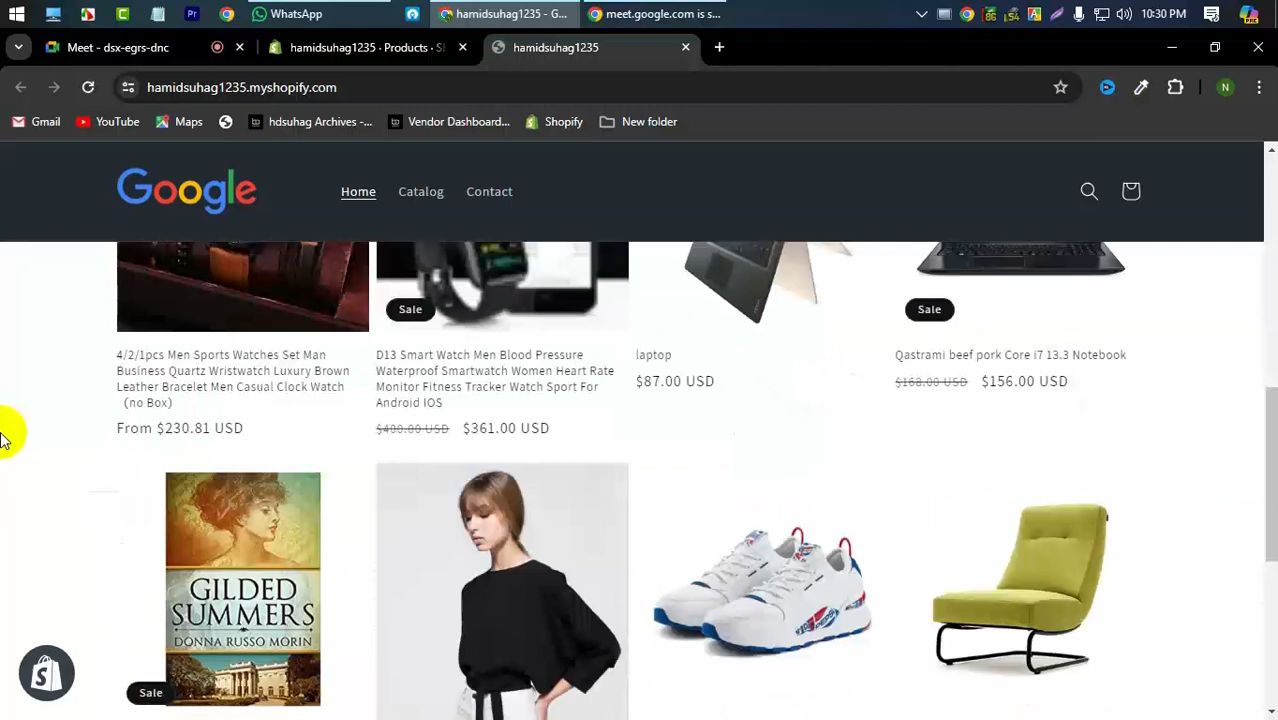 WhatsApp
hamidsuhag1235 - G...
meet.google.com is s...
10:30 PM
Meet - dsx-egrs-dnc
hamidsuhag1235 · Products · S
hamidsuhag1235
hamidsuhag1235.myshopify.com
N
Gmail
YouTube
Maps
hdsuhag Archives -...
Vendor Dashboard...
Shopify
New folder
Google
Home
Catalog
Contact
Sale
Sale
4/2/1pcs Men Sports Watches Set Man
Business Quartz Wristwatch Luxury Brown
Leather Bracelet Men Casual Clock Watch
(no Box)
From $230.81 USD
D13 Smart Watch Men Blood Pressure
Waterproof Smartwatch Women Heart Rate
Monitor Fitness Tracker Watch Sport For
Android IOS
$400.00 USD $361.00 USD
laptop
$87.00 USD
Qastrami beef pork Core i7 13.3 Notebook
$168.00 USD $156.00 USD
GILDED
SUMMERS
DONNA RUSSO MORIN
Sale